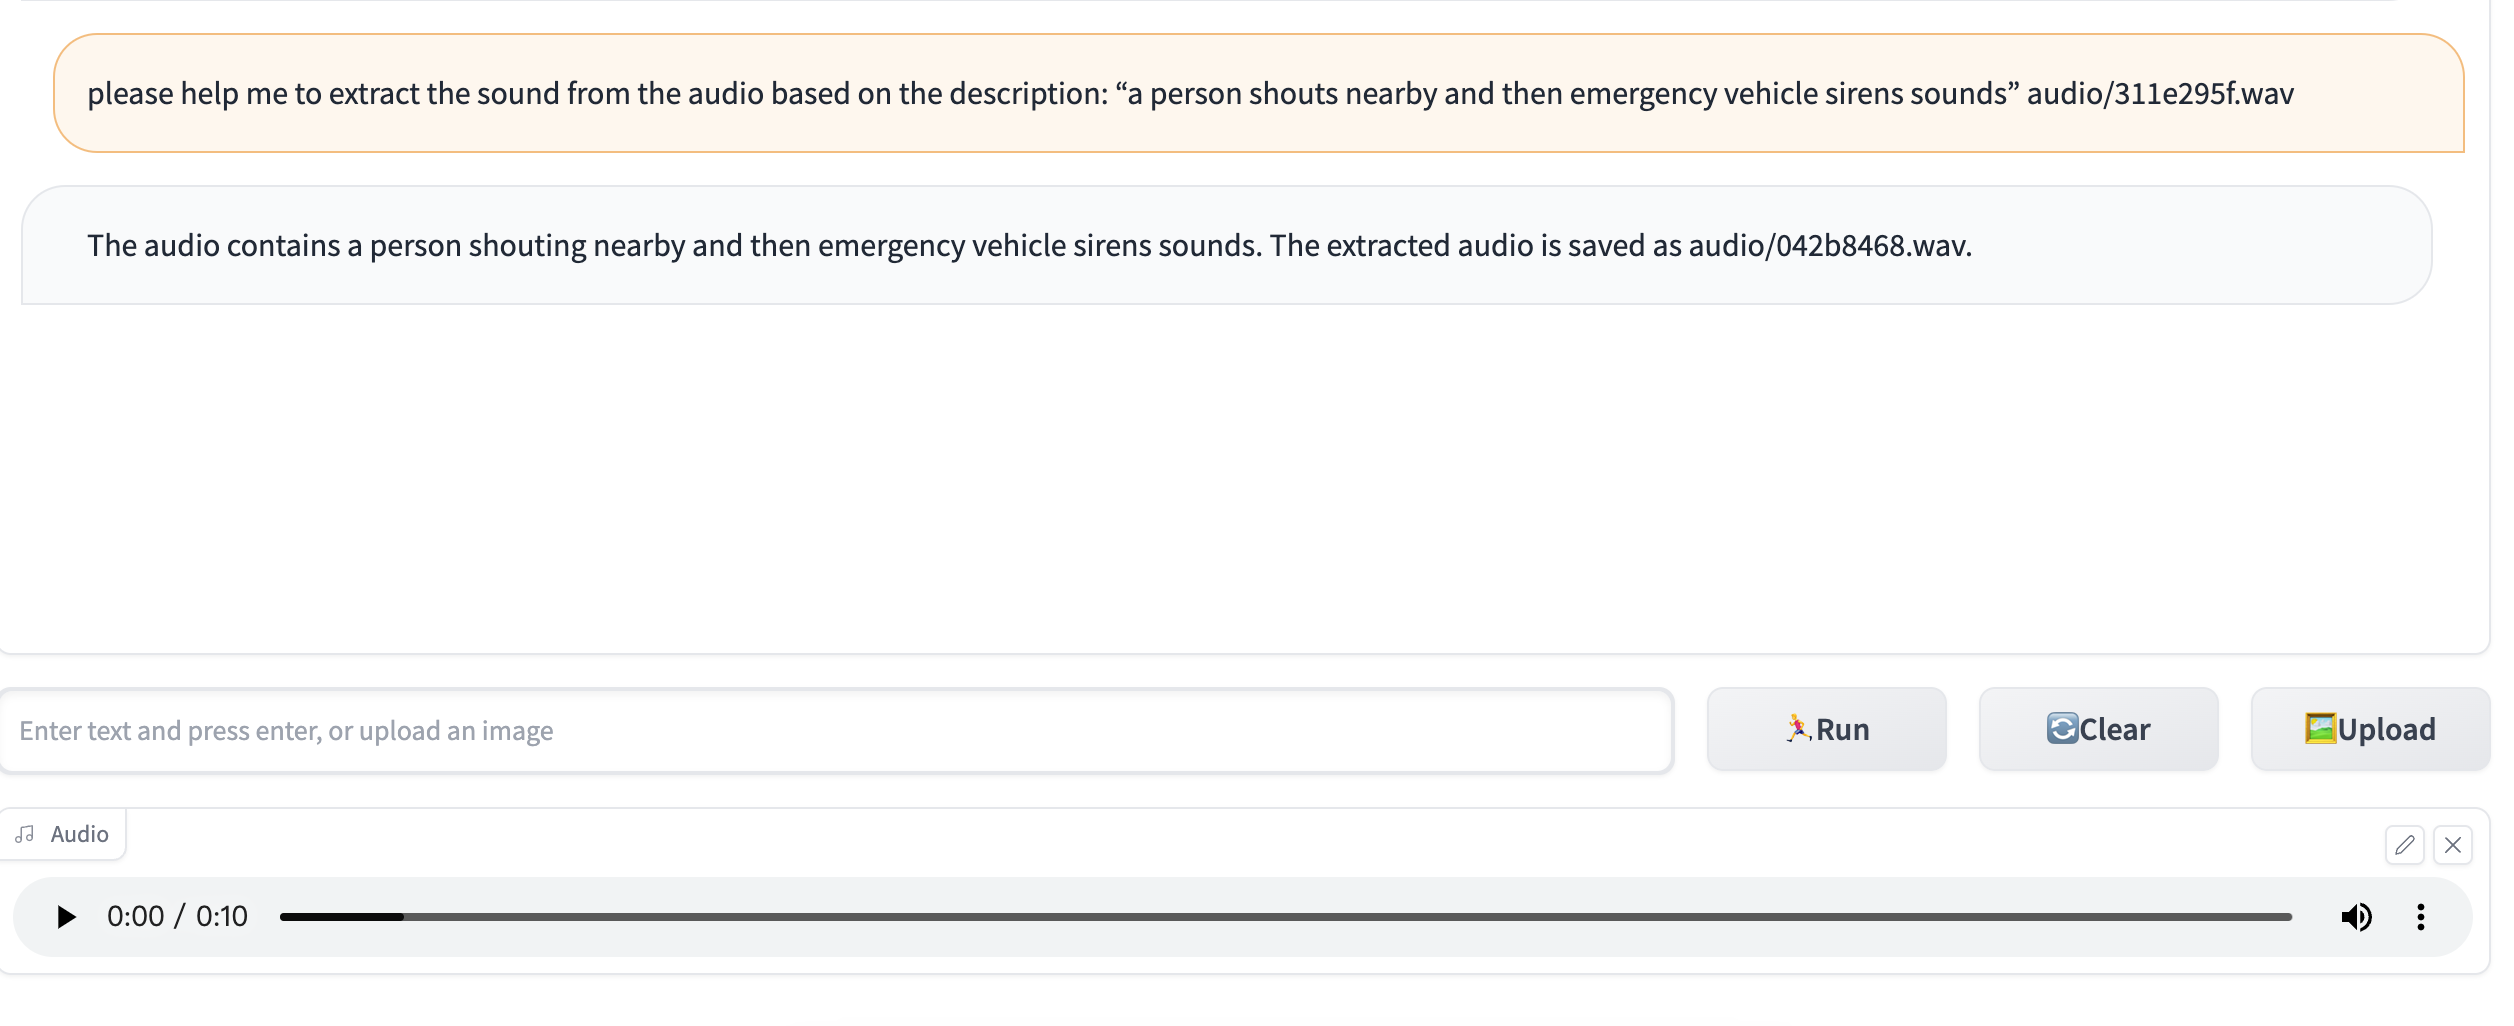 please help me to extract the sound from the audio based on the description: “a person shouts nearby and then emergency vehicle sirens sounds” audio/311e295f.wav
The audio contains a person shouting nearby and then emergency vehicle sirens sounds. The extracted audio is saved as audio/042b8468.wav.
Enter text and press enter, or upload an image
Run
Clear
Upload
Audio
0:00 / 0:10